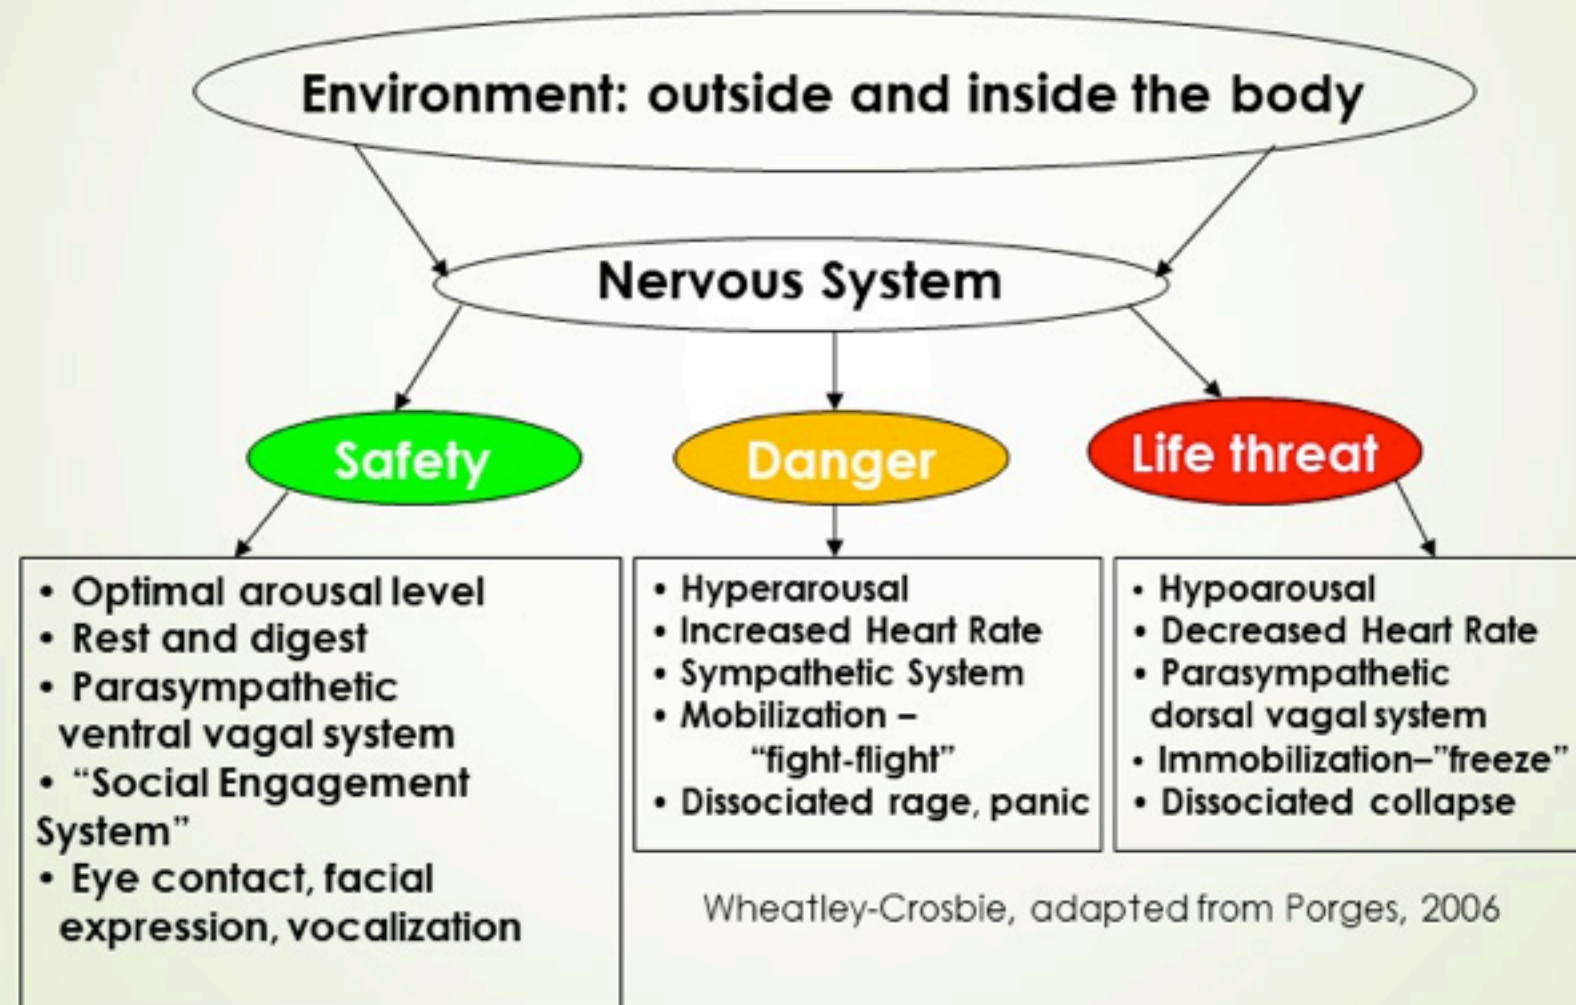 Environment: outside and inside the body
Nervous System
Safety
Danger
Life threat
• Optimal arousal level
• Rest and digest
• Parasympathetic
ventral vagal system
• “Social Engagement
System”
• Eye contact, facial
expression, vocalization
• Hyperarousal
• Increased Heart Rate
• Sympathetic System
• Mobilization –
“fight-flight”
• Dissociated rage, panic
• Hypoarousal
• Decreased Heart Rate
• Parasympathetic
dorsal vagal system
• Immobilization–”freeze”
• Dissociated collapse
Wheatley-Crosbie, adapted from Porges, 2006